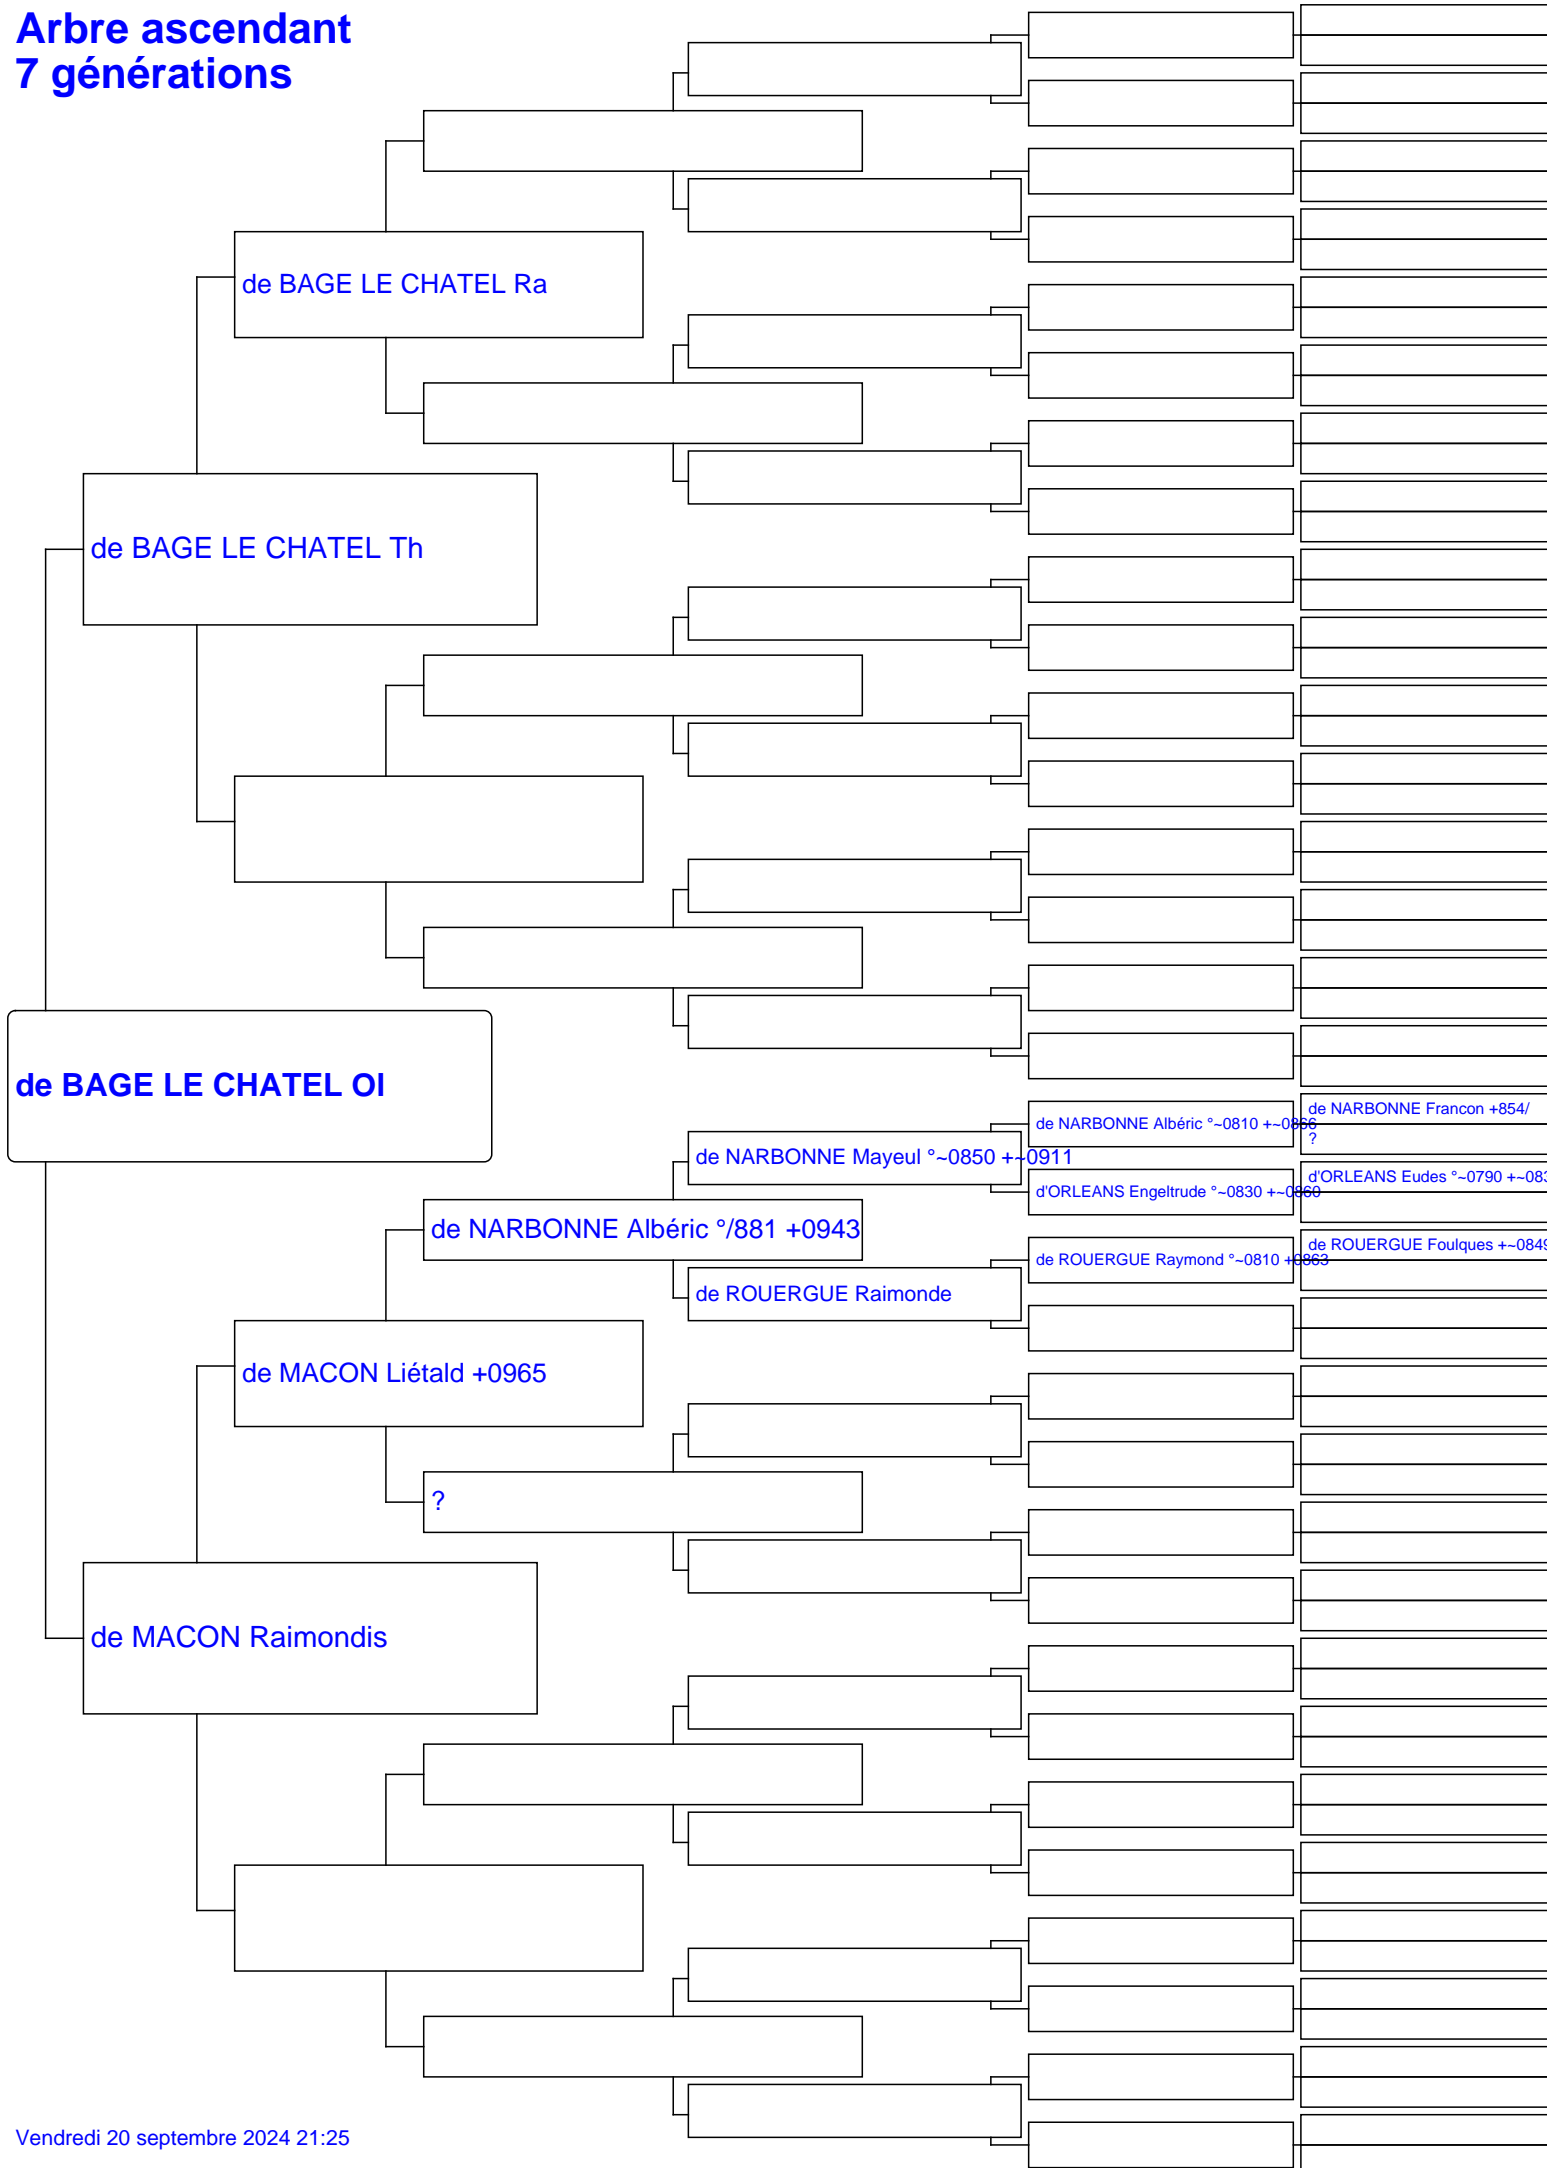 Arbre ascendant
7 générations
de BAGE LE CHATEL Ra
de BAGE LE CHATEL Th
de BAGE LE CHATEL Ol
de NARBONNE Albéric °~0810 +~0866
de NARBONNE Francon +854/
?
de NARBONNE Mayeul °~0850 +~0911
d'ORLEANS Engeltrude °~0830 +~0860
d'ORLEANS Eudes °~0790 +~083
de NARBONNE Albéric °/881 +0943
de ROUERGUE Raymond °~0810 +0863
de ROUERGUE Foulques +~0849
de ROUERGUE Raimonde
de MACON Liétald +0965
?
de MACON Raimondis
Vendredi 20 septembre 2024 21:25